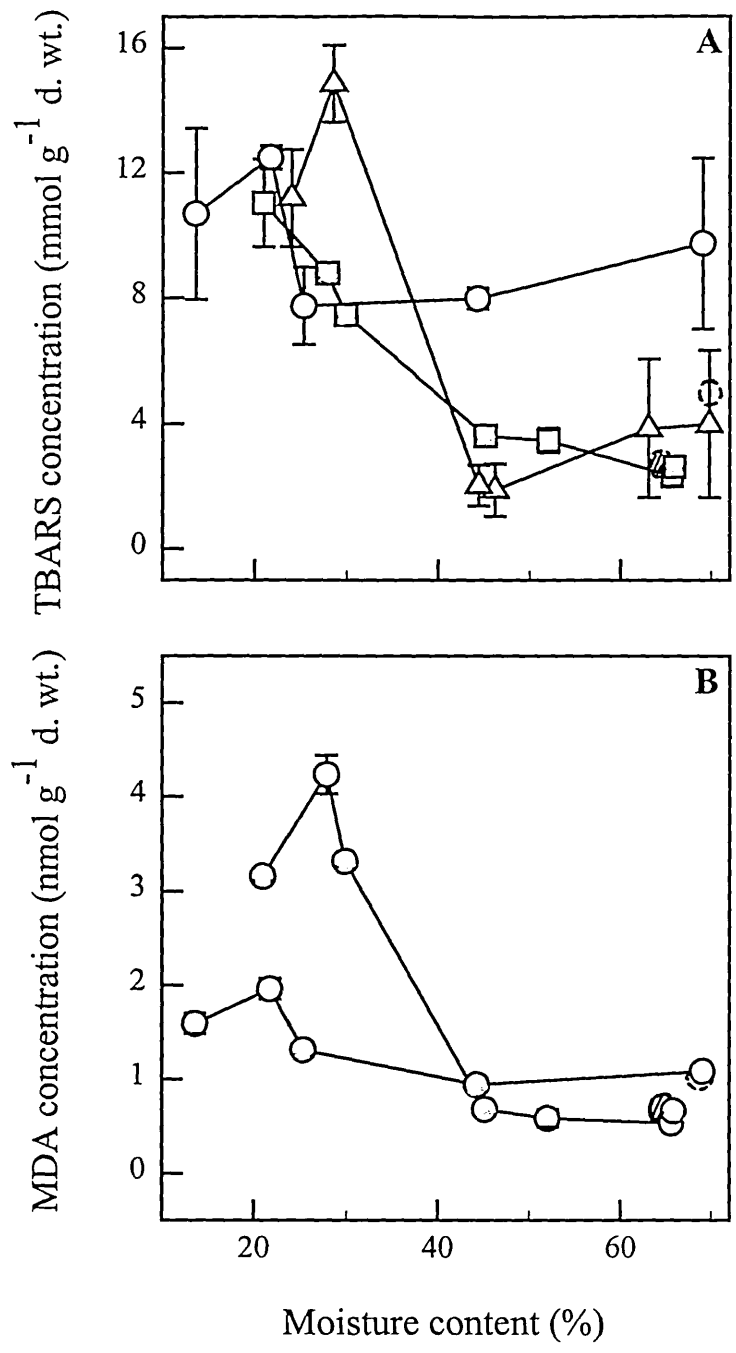 A
TBARS concentration (mmol g⁻¹ d. wt.)
16
12
8
4
0
B
MDA concentration (nmol g⁻¹ d. wt.)
5
4
3
2
1
0
20 40 60
Moisture content (%)